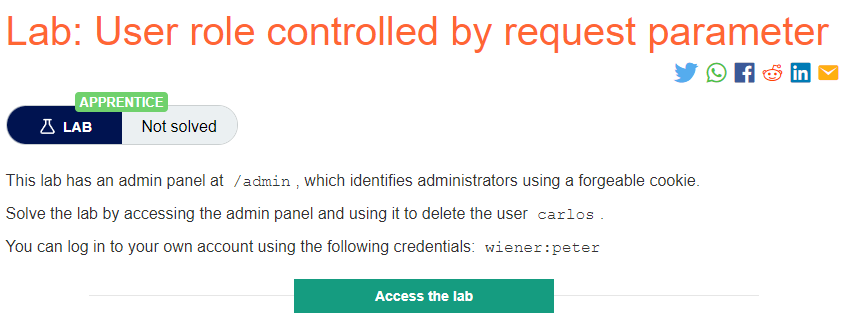 Lab: User role controlled by request parameter
APPRENTICE
LAB
Not solved
This lab has an admin panel at /admin , which identifies administrators using a forgeable cookie.
Solve the lab by accessing the admin panel and using it to delete the user carlos .
You can log in to your own account using the following credentials: wiener:peter
Access the lab